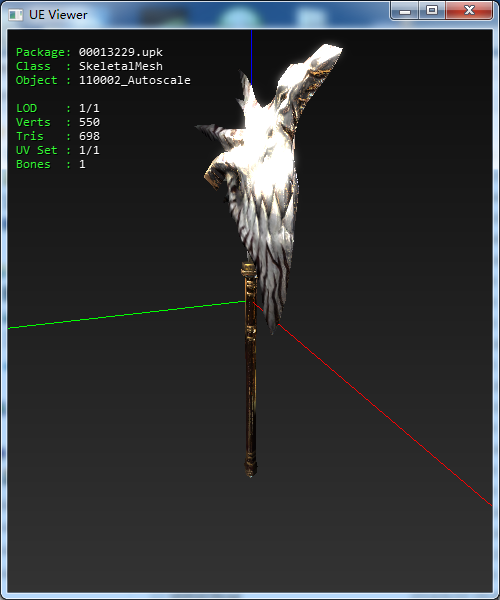 UE Viewer
Package: 00013229.upk
Class : SkeletalMesh
Object : 110002_Autoscale
LOD : 1/1
Verts : 550
Tris : 698
UV Set : 1/1
Bones : 1